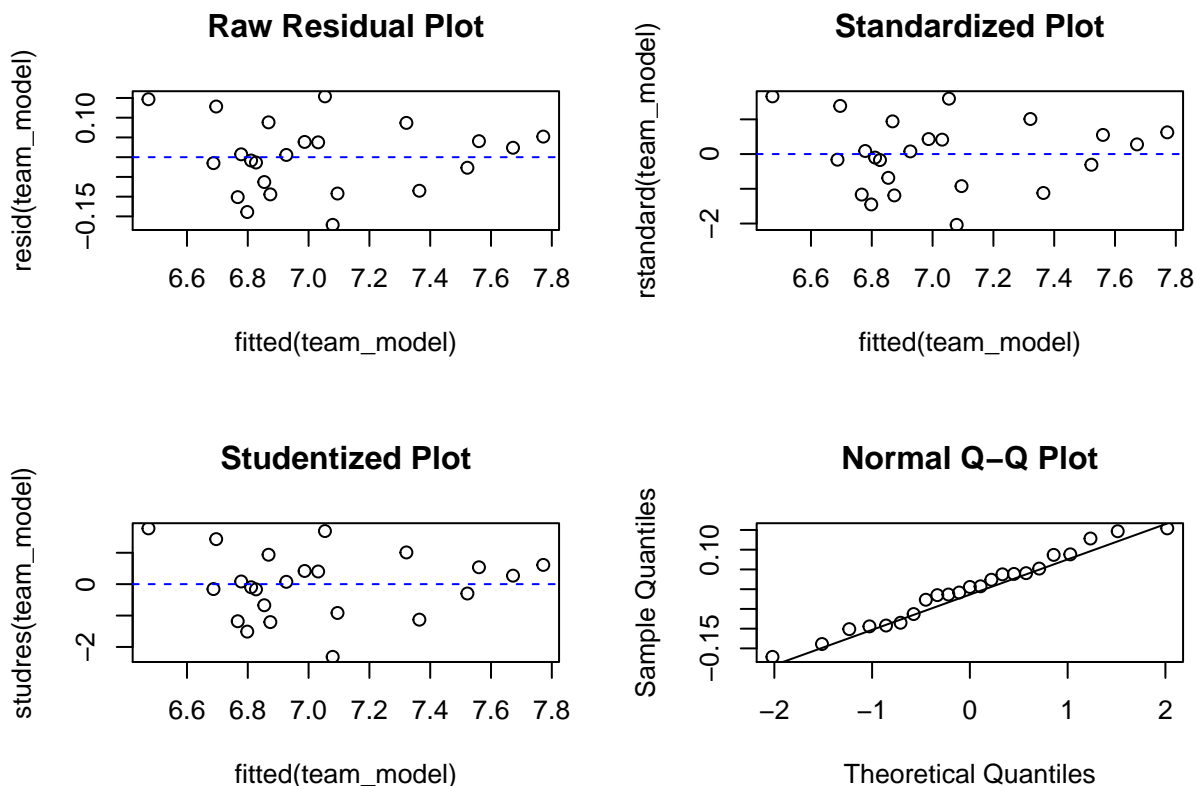 Raw Residual Plot
resid(team_model)
−0.15
0.10
6.6 6.8 7.0 7.2 7.4 7.6 7.8
fitted(team_model)
Standardized Plot
rstandard(team_model)
−2
0
6.6 6.8 7.0 7.2 7.4 7.6 7.8
fitted(team_model)
Studentized Plot
studres(team_model)
−2
0
6.6 6.8 7.0 7.2 7.4 7.6 7.8
fitted(team_model)
Normal Q−Q Plot
Sample Quantiles
−0.15
0.10
−2 −1 0 1 2
Theoretical Quantiles